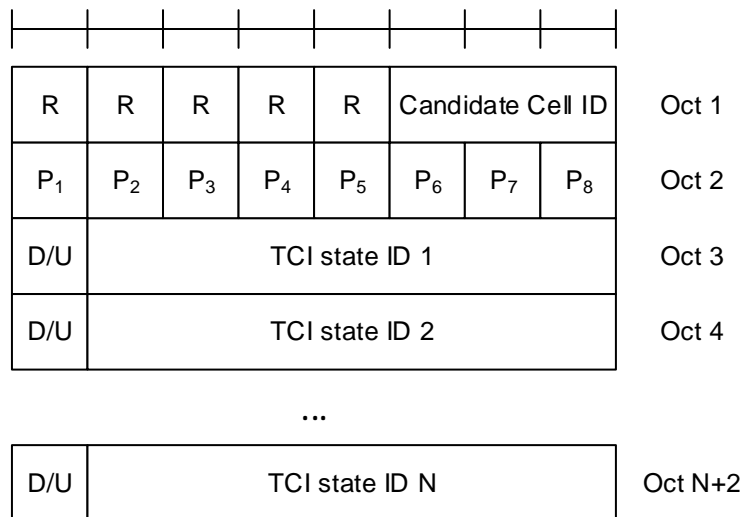 R R R R R Candidate Cell ID Oct 1
P₁ P₂ P₃ P₄ P₅ P₆ P₇ P₈ Oct 2
D/U TCI state ID 1 Oct 3
D/U TCI state ID 2 Oct 4
...
D/U TCI state ID N Oct N+2